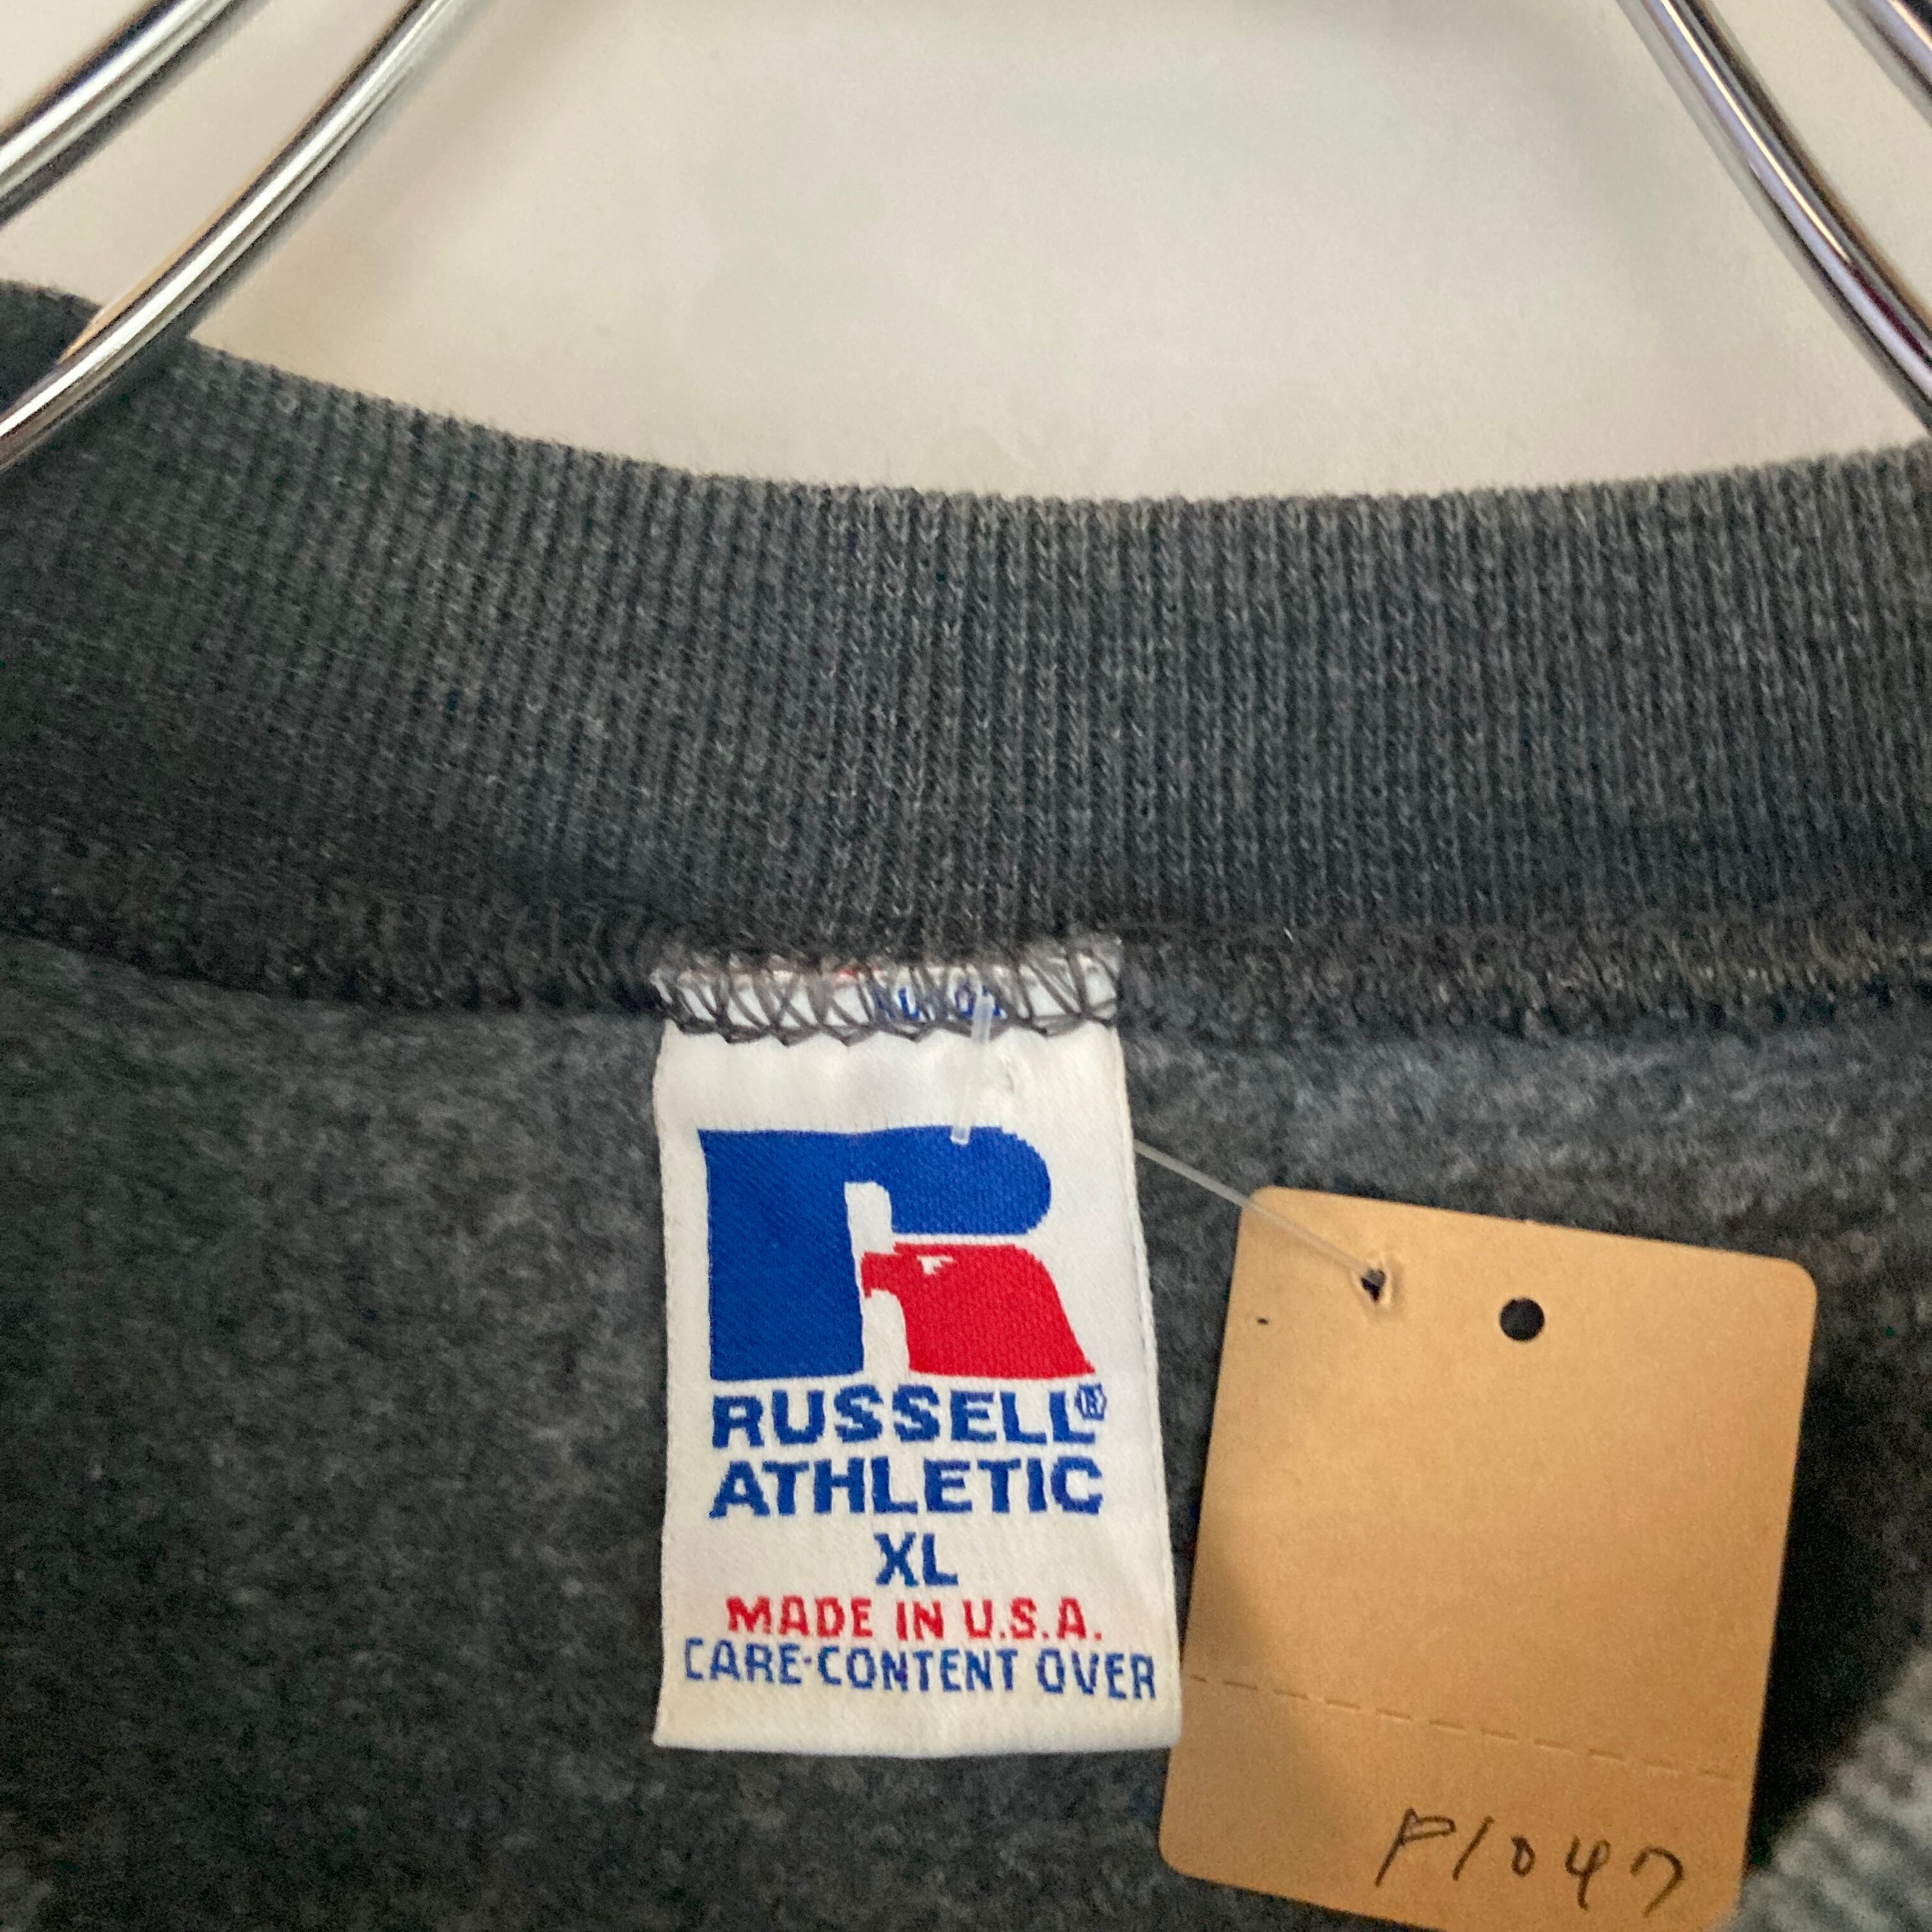 RUSSELL®
ATHLETIC
XL
MADE IN U.S.A.
CARE-CONTENT OVER
P1047